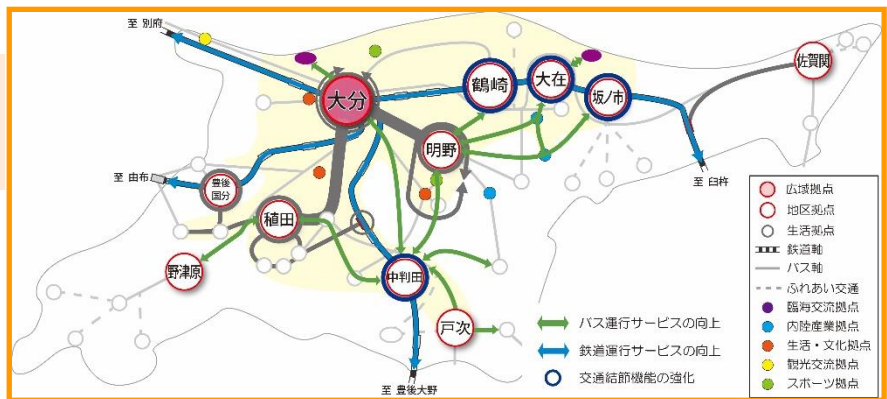 至 別府
大分
鶴崎
大在
坂ノ市
佐賀関
明野
至 臼杵
至 由布
豊後
国分
稙田
野津原
中判田
戸次
至 豊後大野
バス運行サービスの向上
鉄道運行サービスの向上
交通結節機能の強化
広域拠点
地区拠点
生活拠点
鉄道軸
バス軸
ふれあい交通
臨海交流拠点
内陸産業拠点
生活・文化拠点
観光交流拠点
スポーツ拠点